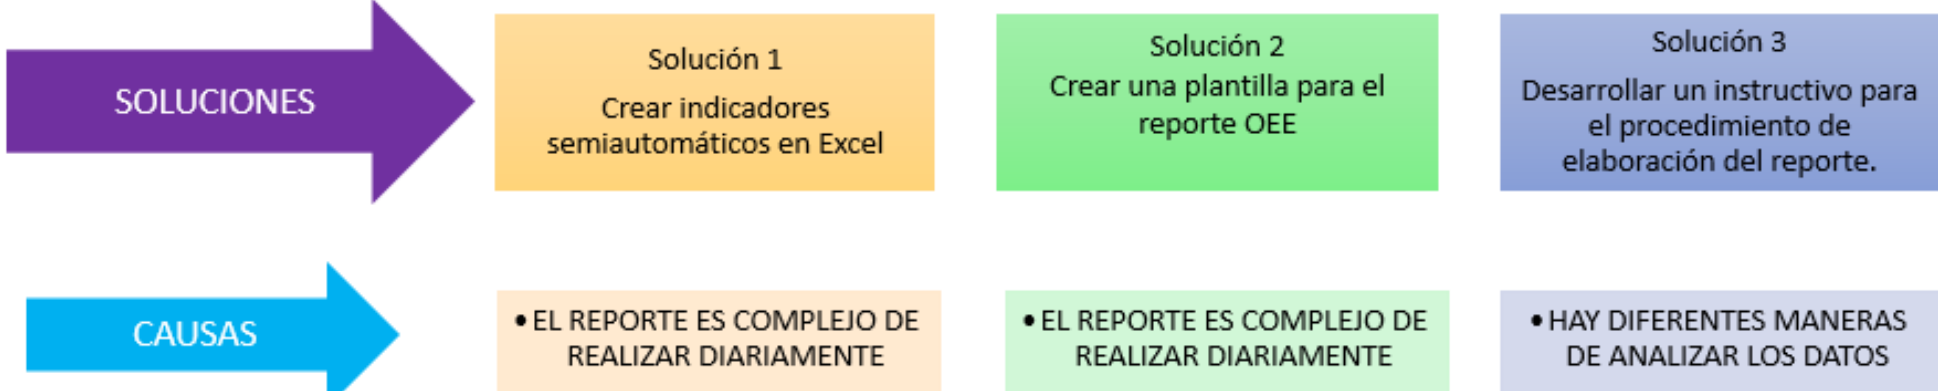 SOLUCIONES
Solución 1
Crear indicadores
semiautomáticos en Excel
Solución 2
Crear una plantilla para el
reporte OEE
Solución 3
Desarrollar un instructivo para
el procedimiento de
elaboración del reporte.
CAUSAS
• EL REPORTE ES COMPLEJO DE
REALIZAR DIARIAMENTE
• EL REPORTE ES COMPLEJO DE
REALIZAR DIARIAMENTE
• HAY DIFERENTES MANERAS
DE ANALIZAR LOS DATOS